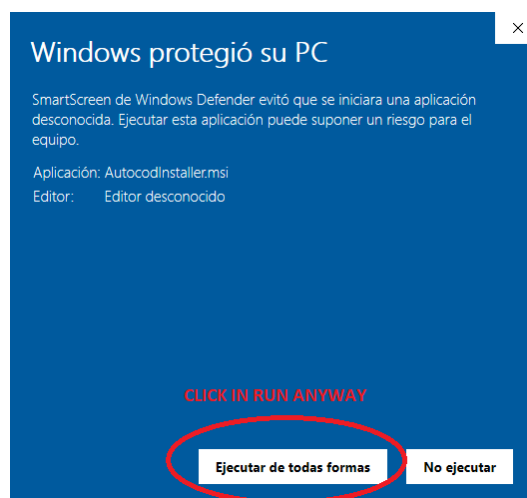 Windows protegió su PC
SmartScreen de Windows Defender evitó que se iniciara una aplicación
desconocida. Ejecutar esta aplicación puede suponer un riesgo para el
equipo.
Aplicación: AutocodInstaller.msi
Editor: Editor desconocido
CLICK IN RUN ANYWAY
Ejecutar de todas formas
No ejecutar